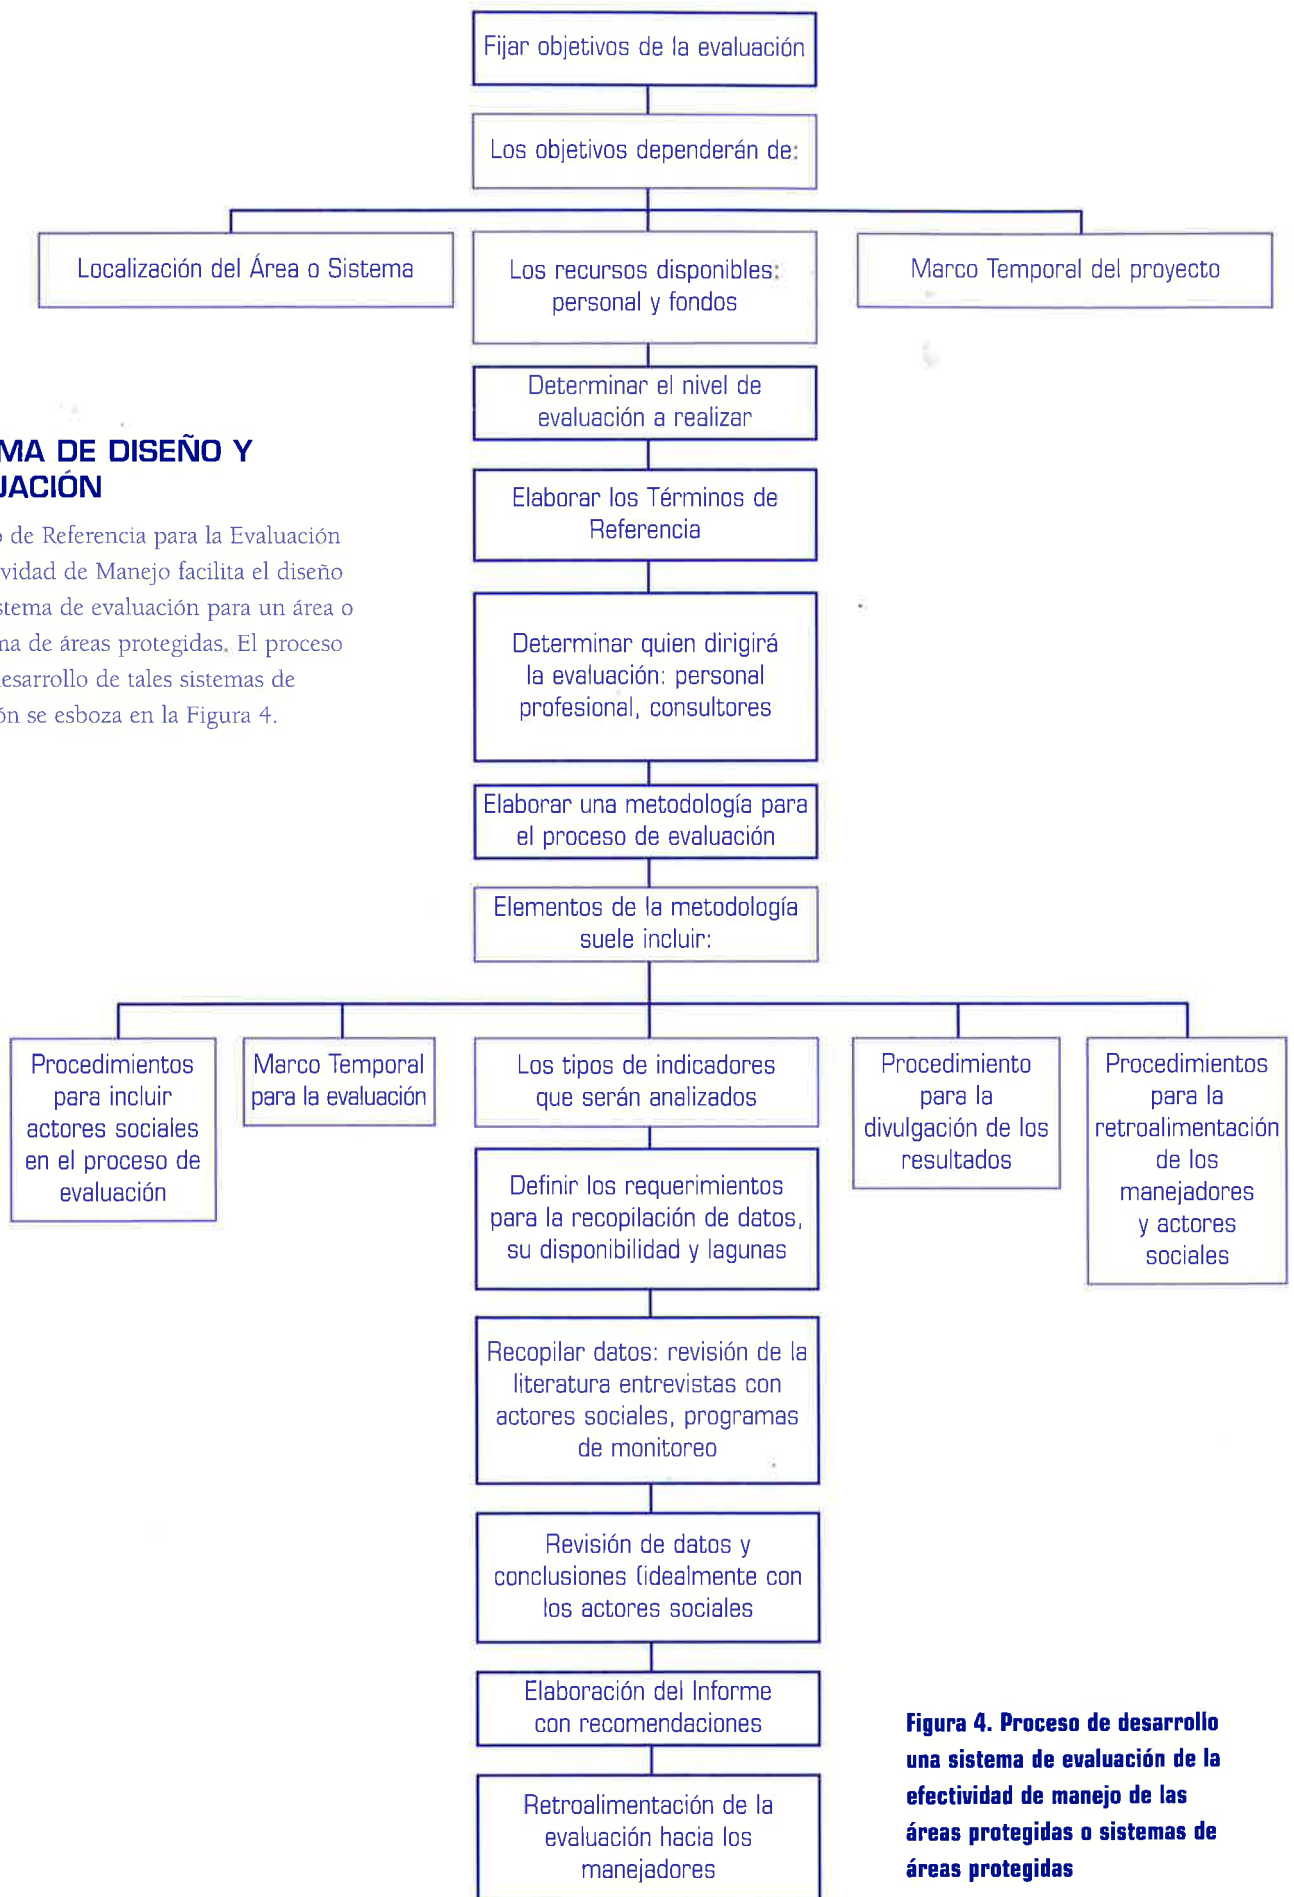 Fijar objetivos de la evaluación
Los objetivos dependerán de:
Localización del Área o Sistema
Los recursos disponibles:
personal y fondos
Marco Temporal del proyecto
Determinar el nivel de
evaluación a realizar
MA DE DISEÑO Y
UACIÓN
de Referencia para la Evaluación
vidad de Manejo facilita el diseño
stema de evaluación para un área o
ma de áreas protegidas. El proceso
esarrollo de tales sistemas de
ón se esboza en la Figura 4.
Elaborar los Términos de
Referencia
Determinar quien dirigirá
la evaluación: personal
profesional, consultores
Elaborar una metodología para
el proceso de evaluación
Elementos de la metodología
suele incluir:
Procedimientos
para incluir
actores sociales
en el proceso de
evaluación
Marco Temporal
para la evaluación
Los tipos de indicadores
que serán analizados
Procedimiento
para la
divulgación de los
resultados
Procedimientos
para la
retroalimentación
de los
manejadores
y actores
sociales
Definir los requerimientos
para la recopilación de datos,
su disponibilidad y lagunas
Recopilar datos: revisión de la
literatura entrevistas con
actores sociales, programas
de monitoreo
Revisión de datos y
conclusiones (idealmente con
los actores sociales
Elaboración del Informe
con recomendaciones
Retroalimentación de la
evaluación hacia los
manejadores
Figura 4. Proceso de desarrollo
una sistema de evaluación de la
efectividad de manejo de las
áreas protegidas o sistemas de
áreas protegidas